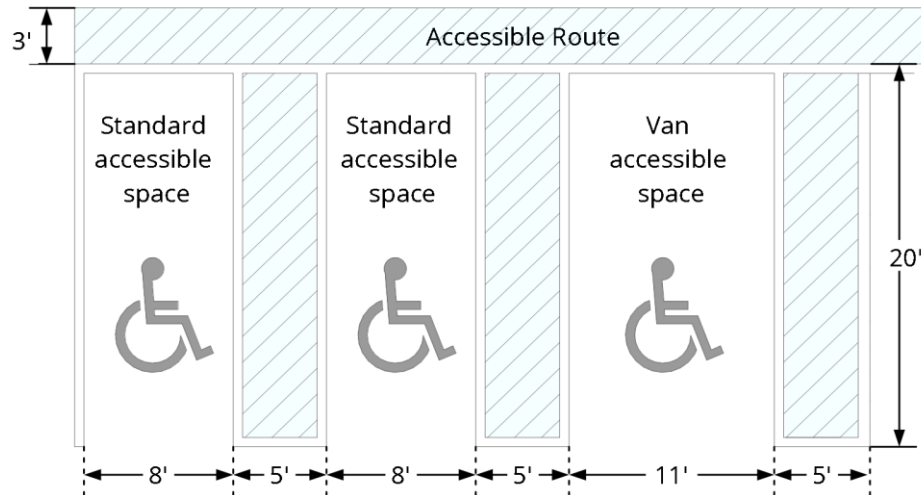 3'
Accessible Route
Standard
accessible
space
Standard
accessible
space
Van
accessible
space
20'
8'
5'
8'
5'
11'
5'